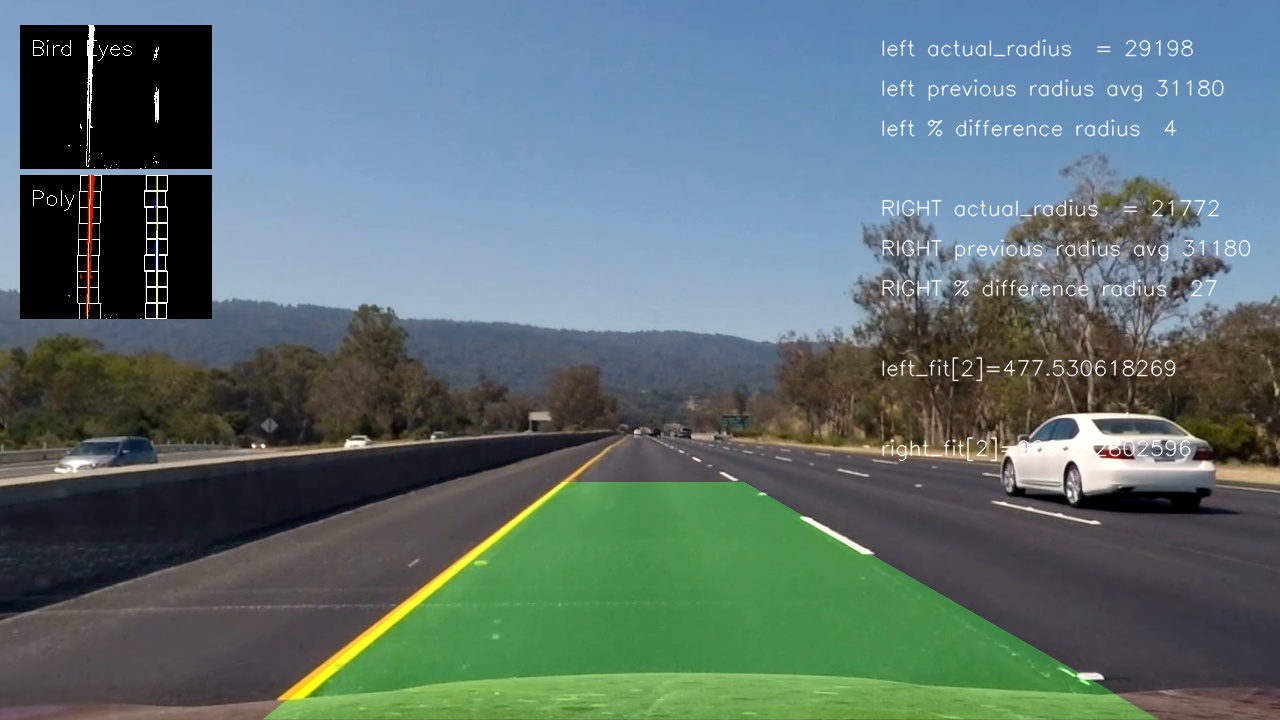 Bird Eyes
Poly
left actual_radius = 29198
left previous radius avg 31180
left % difference radius 4
RIGHT actual_radius = 21772
RIGHT previous radius avg 31180
RIGHT % difference radius 27
left_fit[2]=477.530618269
right_fit[2]=